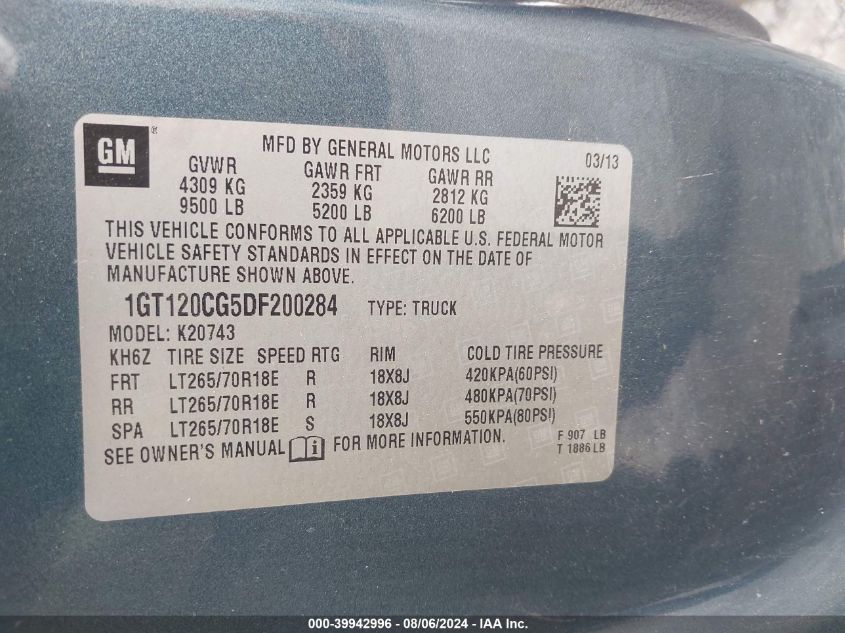 GM ®
MFD BY GENERAL MOTORS LLC 03/13
GVWR GAWR FRT GAWR RR
4309 KG 2359 KG 2812 KG
9500 LB 5200 LB 6200 LB
THIS VEHICLE CONFORMS TO ALL APPLICABLE U.S. FEDERAL MOTOR
VEHICLE SAFETY STANDARDS IN EFFECT ON THE DATE OF
MANUFACTURE SHOWN ABOVE.
1GT120CG5DF200284 TYPE: TRUCK
MODEL: K20743
KH6Z TIRE SIZE SPEED RTG RIM COLD TIRE PRESSURE
FRT LT265/70R18E R 18X8J 420KPA(60PSI)
RR LT265/70R18E R 18X8J 480KPA(70PSI)
SPA LT265/70R18E S 18X8J 550KPA(80PSI)
SEE OWNER'S MANUAL i FOR MORE INFORMATION.
F 907 LB
T 1886 LB
000-39942996 - 08/06/2024 - IAA Inc.